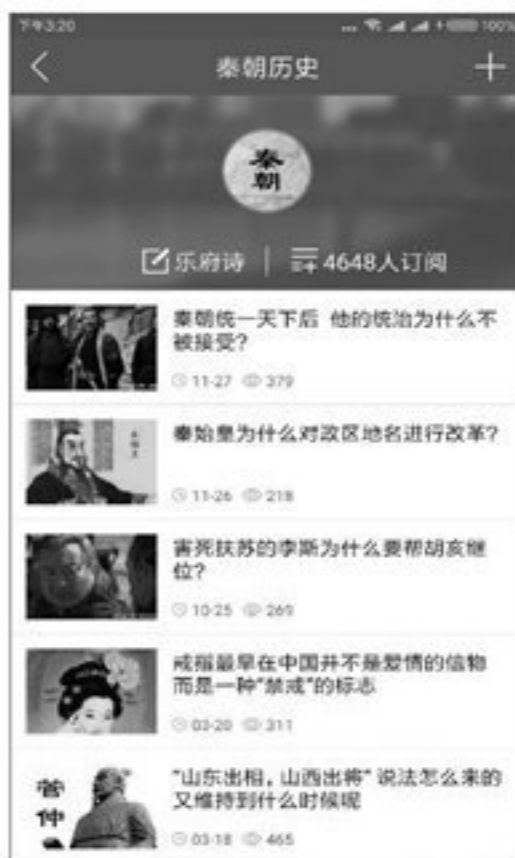 下午3:20
... 100%
秦朝历史
秦
朝
乐府诗 | 4648人订阅
秦朝统一天下后 他的统治为什么不
被接受?
11-27 379
秦始皇为什么对政区地名进行改革?
11-26 218
害死扶苏的李斯为什么要帮胡亥继
位?
10-25 269
戒指最早在中国并不是爱情的信物
而是一种“禁戒”的标志
03-20 311
管
仲
“山东出相，山西出将” 说法怎么来的
又维持到什么时候呢
03-18 465